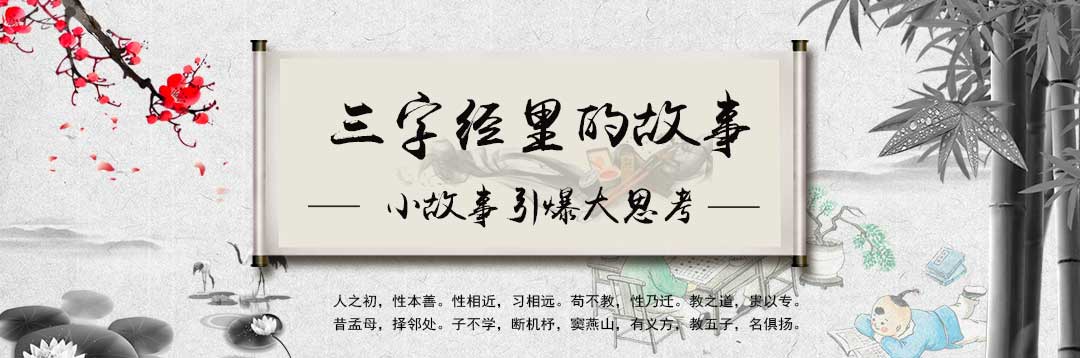 三字经里的故事
—— 小故事引爆大思考 ——
人之初，性本善。性相近，习相远。苟不教，性乃迁。教之道，贵以专。
昔孟母，择邻处。子不学，断机杼，窦燕山，有义方，教五子，名俱扬。